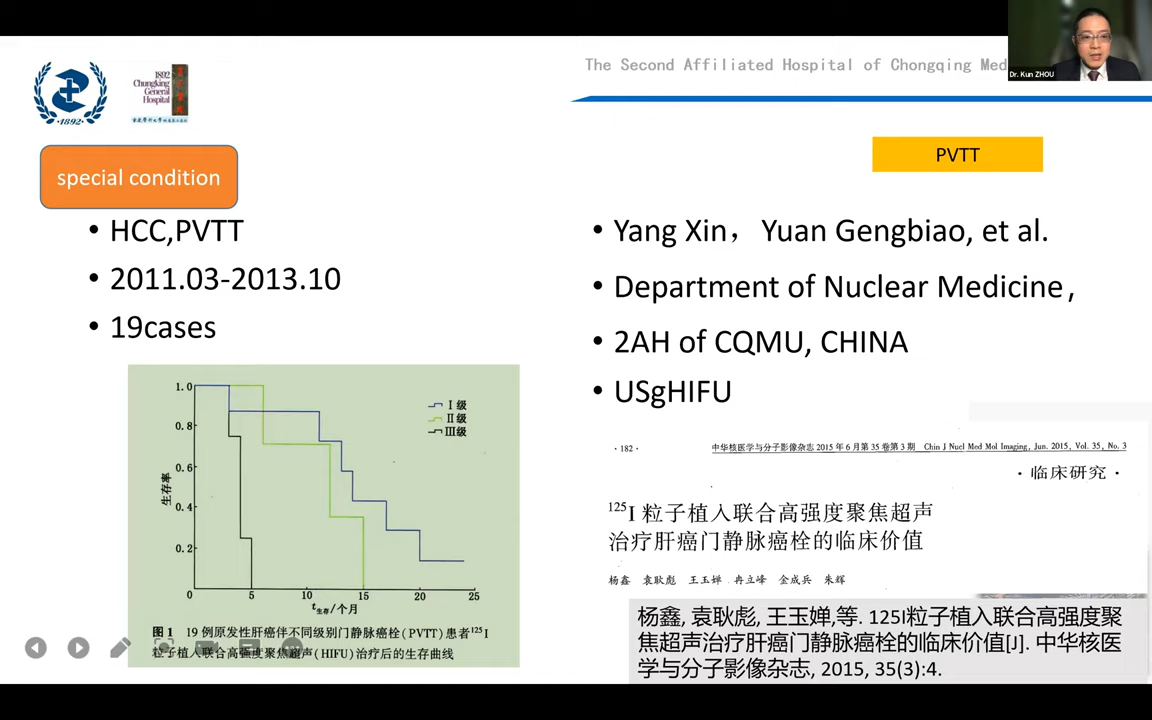 The Second Affiliated Hospital of Chongqing Med
Dr. Kun ZHOU
1892
Chungking
General
Hospital
·1892·
special condition
PVTT
• HCC,PVTT
• 2011.03-2013.10
• 19cases
• Yang Xin，Yuan Gengbiao, et al.
• Department of Nuclear Medicine，
• 2AH of CQMU, CHINA
• USgHIFU
1.0
0.8
0.6
0.4
0.2
0 5 10 15 20 25
生存率
t生存/个月
Ⅰ级
Ⅱ级
Ⅲ级
图1 19 例原发性肝癌伴不同级别门静脉癌栓(PVTT)患者125I
粒子植入联合高强度聚焦超声(HIFU)治疗后的生存曲线
·182·
中华核医学与分子影像杂志 2015 年 6 月第 35 卷第 3 期 Chin J Nucl Med Mol Imaging, Jun. 2015, Vol. 35, No. 3
·临床研究·
125I 粒子植入联合高强度聚焦超声
治疗肝癌门静脉癌栓的临床价值
杨鑫 袁耿彪 王玉婵 冉立峰 金成兵 朱辉
杨鑫, 袁耿彪, 王玉婵,等. 125I粒子植入联合高强度聚
焦超声治疗肝癌门静脉癌栓的临床价值[J]. 中华核医
学与分子影像杂志, 2015, 35(3):4.